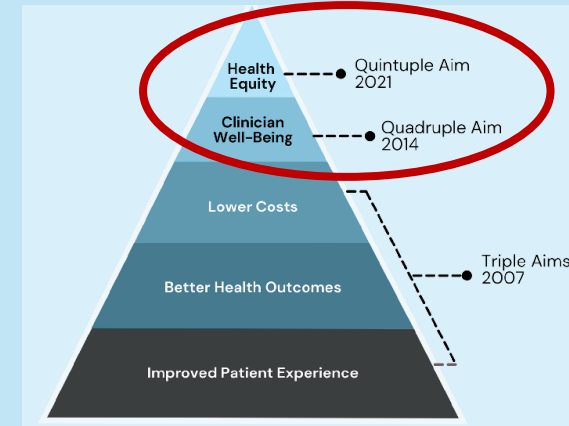 Health
Equity
Quintuple Aim
2021
Clinician
Well-Being
Quadruple Aim
2014
Lower Costs
Triple Aims
2007
Better Health Outcomes
Improved Patient Experience